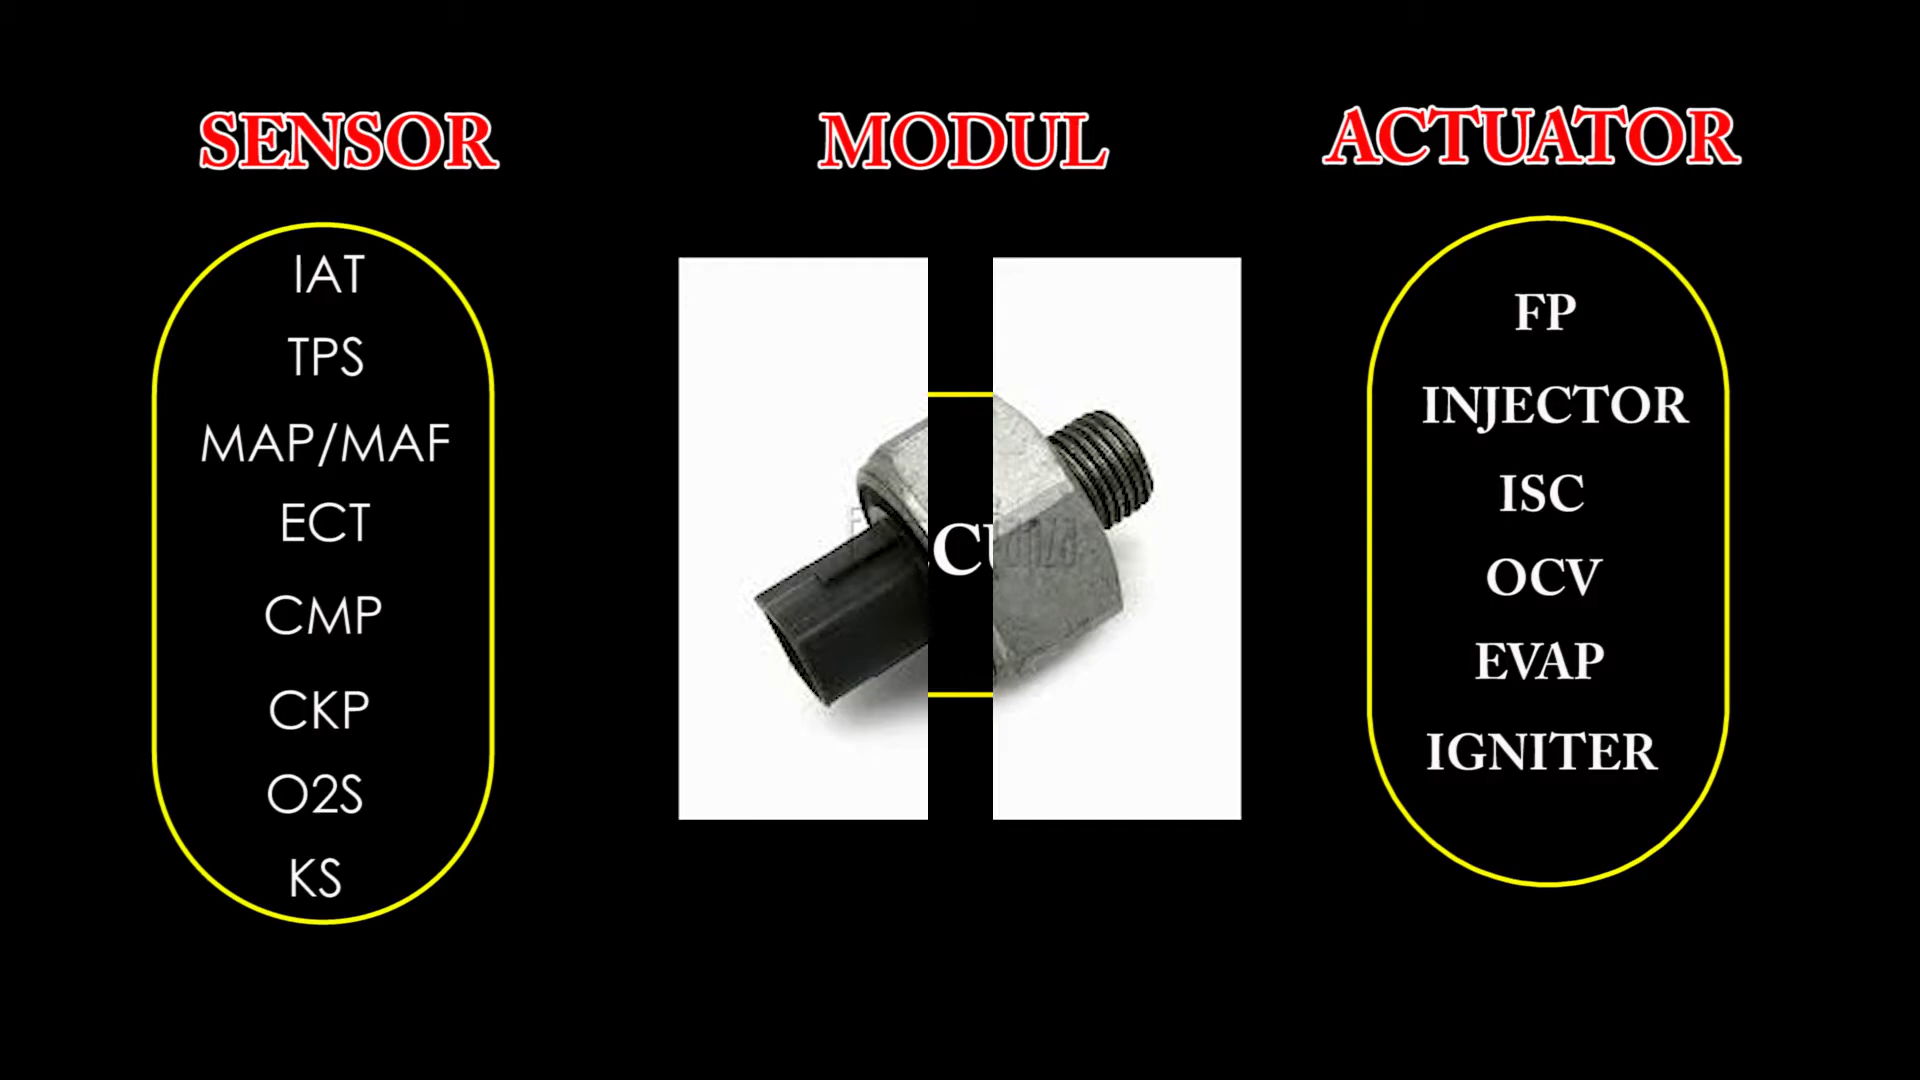 SENSOR
MODUL
ACTUATOR
IAT
TPS
MAP/MAF
ECT
CMP
CKP
O2S
KS
FP
INJECTOR
ISC
OCV
EVAP
IGNITER